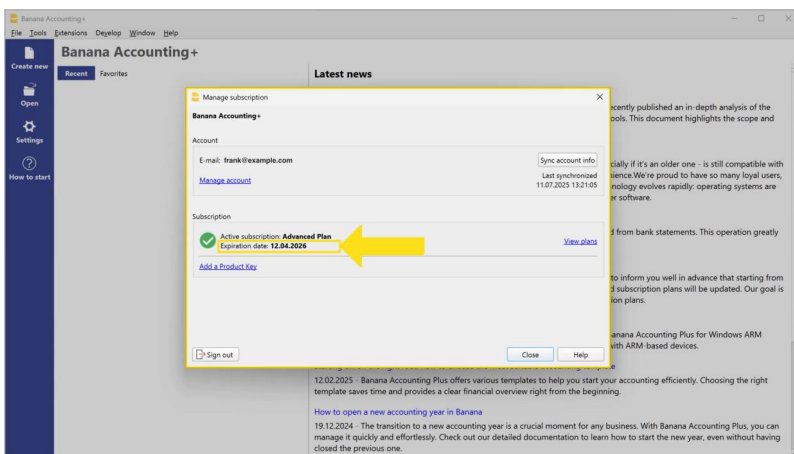 Banana Accounting+
File Tools Extensions Develop Window Help
Banana Accounting+
Create new
Open
Settings
How to start
Recent Favorites
Latest news
Manage subscription
Banana Accounting+
Account
E-mail: frank@example.com
Sync account info
Manage account
Last synchronized
11.07.2025 13:21:05
Subscription
Active subscription: Advanced Plan
Expiration date: 12.04.2026
View plans
Add a Product Key
Sign out
Close
Help
recently published an in-depth analysis of the
ools. This document highlights the scope and
cially if it's an older one - is still compatible with
ience.We're proud to have so many loyal users,
nology evolves rapidly: operating systems are
er software.
d from bank statements. This operation greatly
to inform you well in advance that starting from
d subscription plans will be updated. Our goal is
ion plans.
anana Accounting Plus for Windows ARM
with ARM-based devices.
12.02.2025 - Banana Accounting Plus offers various templates to help you start your accounting efficiently. Choosing the right
template saves time and provides a clear financial overview right from the beginning.
How to open a new accounting year in Banana
19.12.2024 - The transition to a new accounting year is a crucial moment for any business. With Banana Accounting Plus, you can
manage it quickly and effortlessly. Check out our detailed documentation to learn how to start the new year, even without having
closed the previous one.